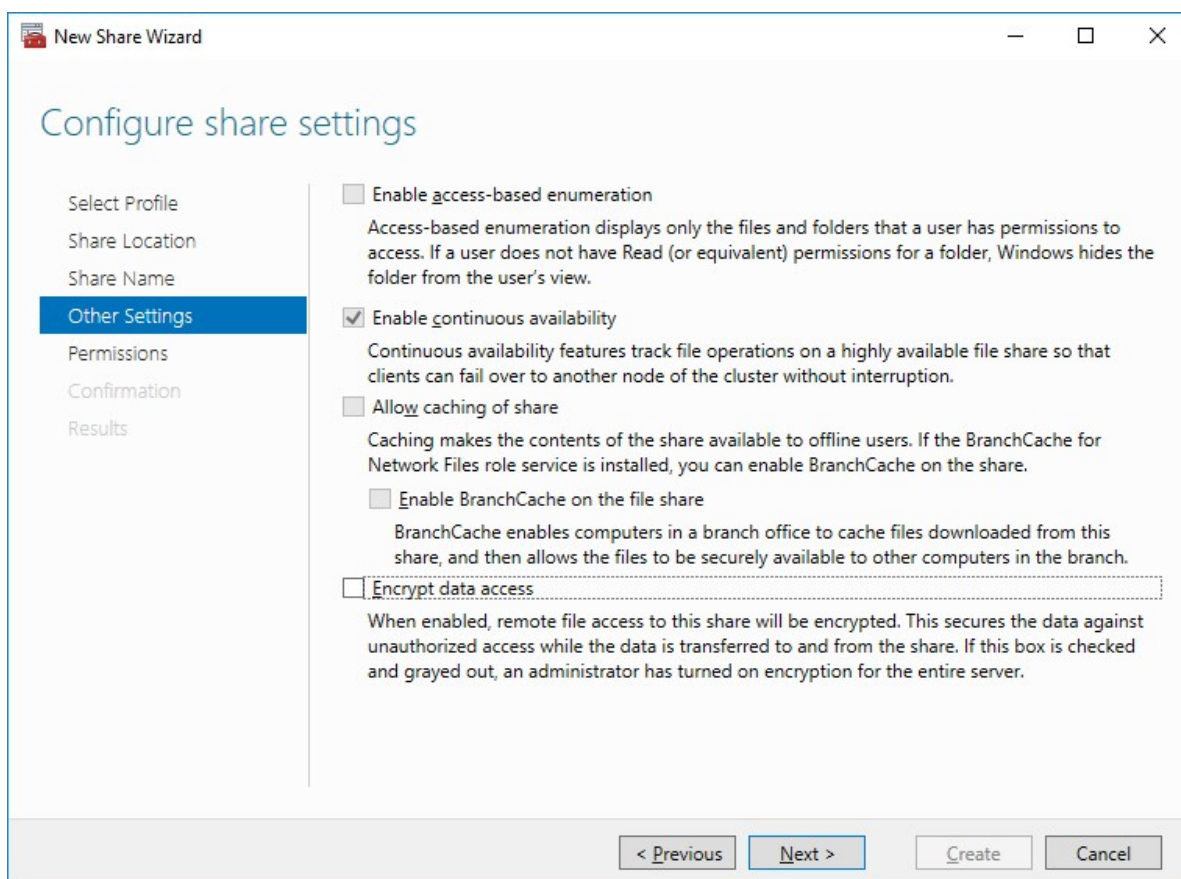 New Share Wizard
Configure share settings
Select Profile
Share Location
Share Name
Other Settings
Permissions
Confirmation
Results
Enable access-based enumeration
Access-based enumeration displays only the files and folders that a user has permissions to
access. If a user does not have Read (or equivalent) permissions for a folder, Windows hides the
folder from the user's view.
Enable continuous availability
Continuous availability features track file operations on a highly available file share so that
clients can fail over to another node of the cluster without interruption.
Allow caching of share
Caching makes the contents of the share available to offline users. If the BranchCache for
Network Files role service is installed, you can enable BranchCache on the share.
Enable BranchCache on the file share
BranchCache enables computers in a branch office to cache files downloaded from this
share, and then allows the files to be securely available to other computers in the branch.
Encrypt data access
When enabled, remote file access to this share will be encrypted. This secures the data against
unauthorized access while the data is transferred to and from the share. If this box is checked
and grayed out, an administrator has turned on encryption for the entire server.
< Previous
Next >
Create
Cancel